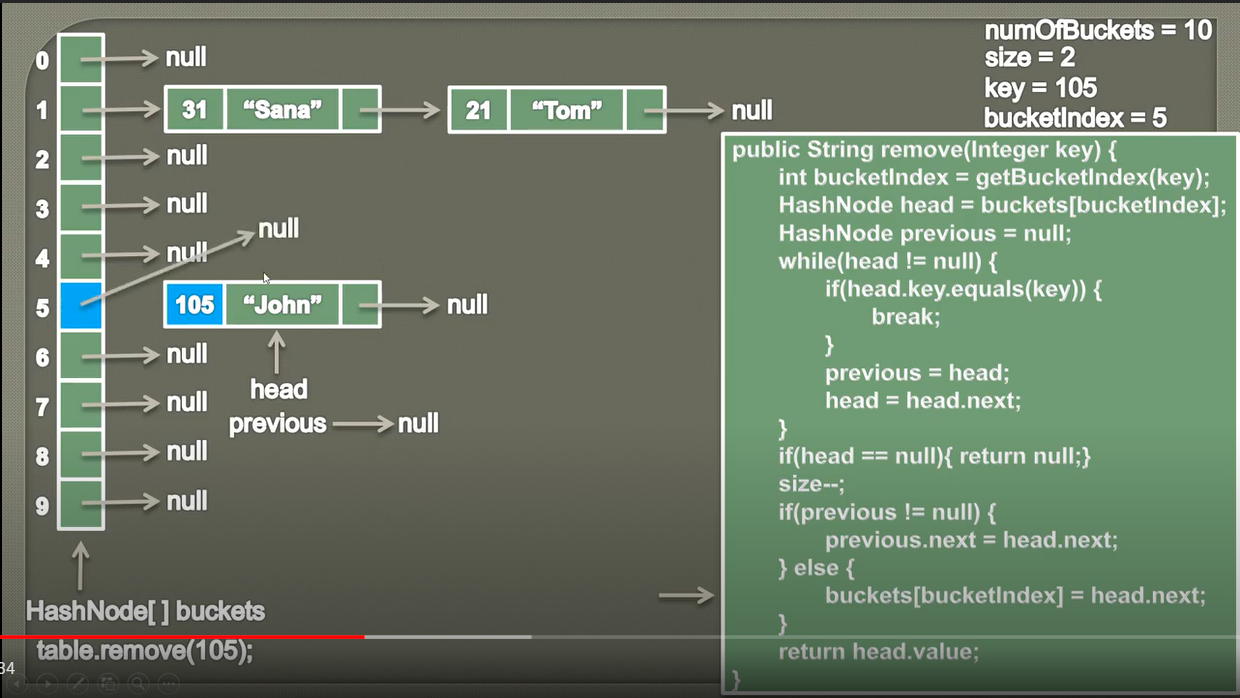 numOfBuckets = 10
size = 2
key = 105
bucketIndex = 5
0 null
1 31 “Sana” 21 “Tom” null
2 null
3 null
null
4 null
5 105 “John” null
6 null
head
7 null
previous null
8 null
9 null
HashNode[ ] buckets
table.remove(105);
34
public String remove(Integer key) {
int bucketIndex = getBucketIndex(key);
HashNode head = buckets[bucketIndex];
HashNode previous = null;
while(head != null) {
if(head.key.equals(key)) {
break;
}
previous = head;
head = head.next;
}
if(head == null){ return null;}
size--;
if(previous != null) {
previous.next = head.next;
} else {
buckets[bucketIndex] = head.next;
}
return head.value;
}